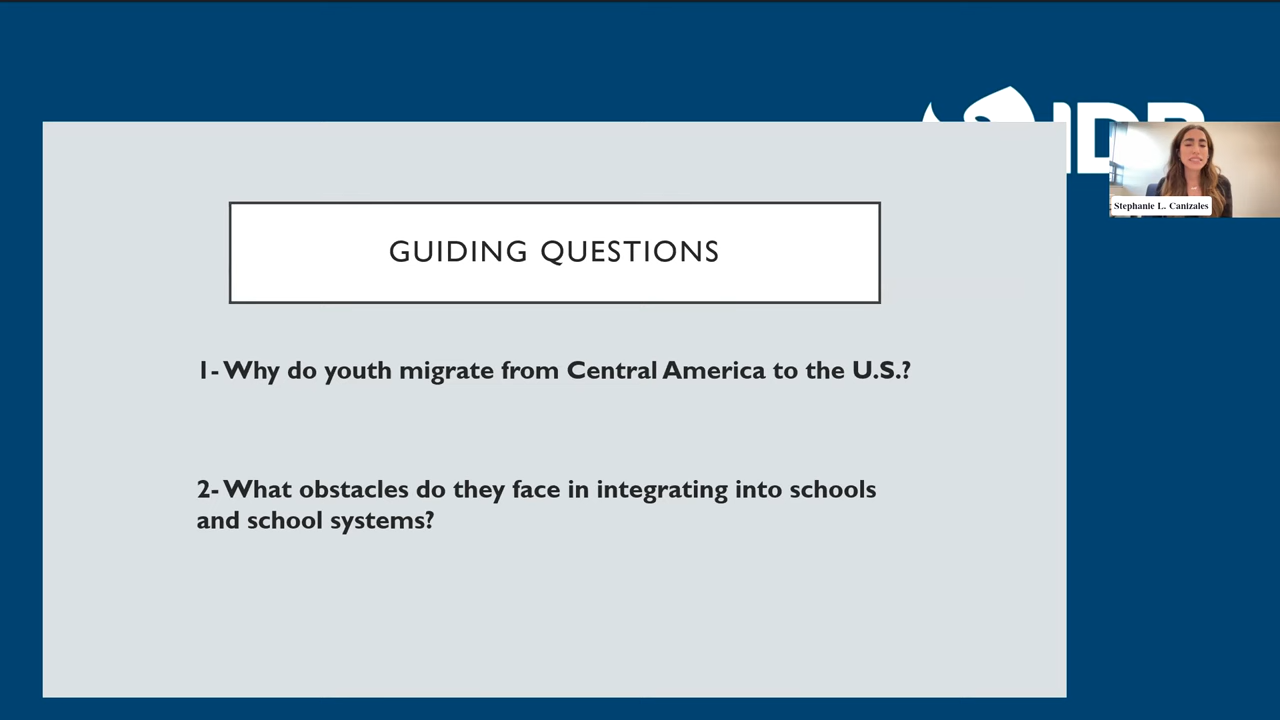 IDB
Stephanie L. Canizales
GUIDING QUESTIONS
1- Why do youth migrate from Central America to the U.S.?
2- What obstacles do they face in integrating into schools
and school systems?